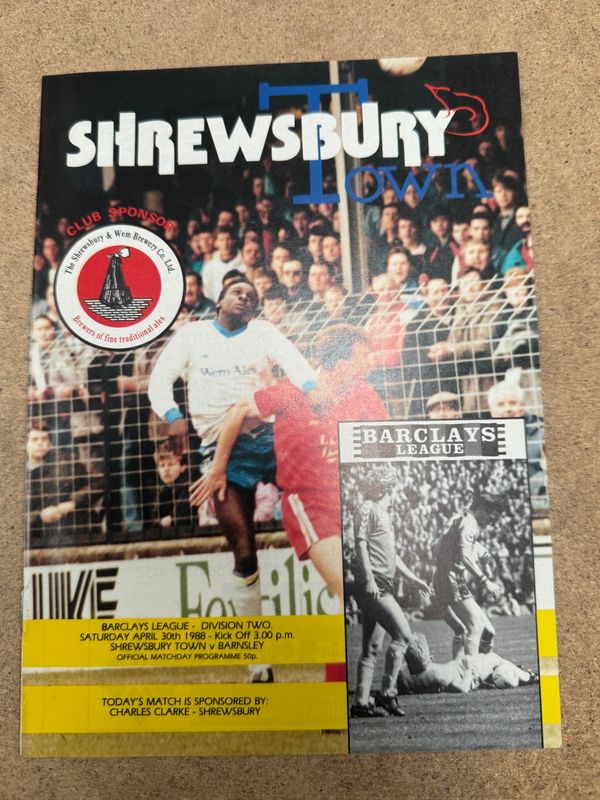 SHREWSBURY
Town
CLUB SPONSOR
The Shrewsbury & Wem Brewery Co. Ltd.
Brewers of fine traditional ales
Wem Ales
BARCLAYS
LEAGUE
BARCLAYS LEAGUE - DIVISION TWO.
SATURDAY APRIL 30th 1988 - Kick Off 3.00 p.m.
SHREWSBURY TOWN v BARNSLEY
OFFICIAL MATCHDAY PROGRAMME 50p.
TODAY'S MATCH IS SPONSORED BY:
CHARLES CLARKE - SHREWSBURY